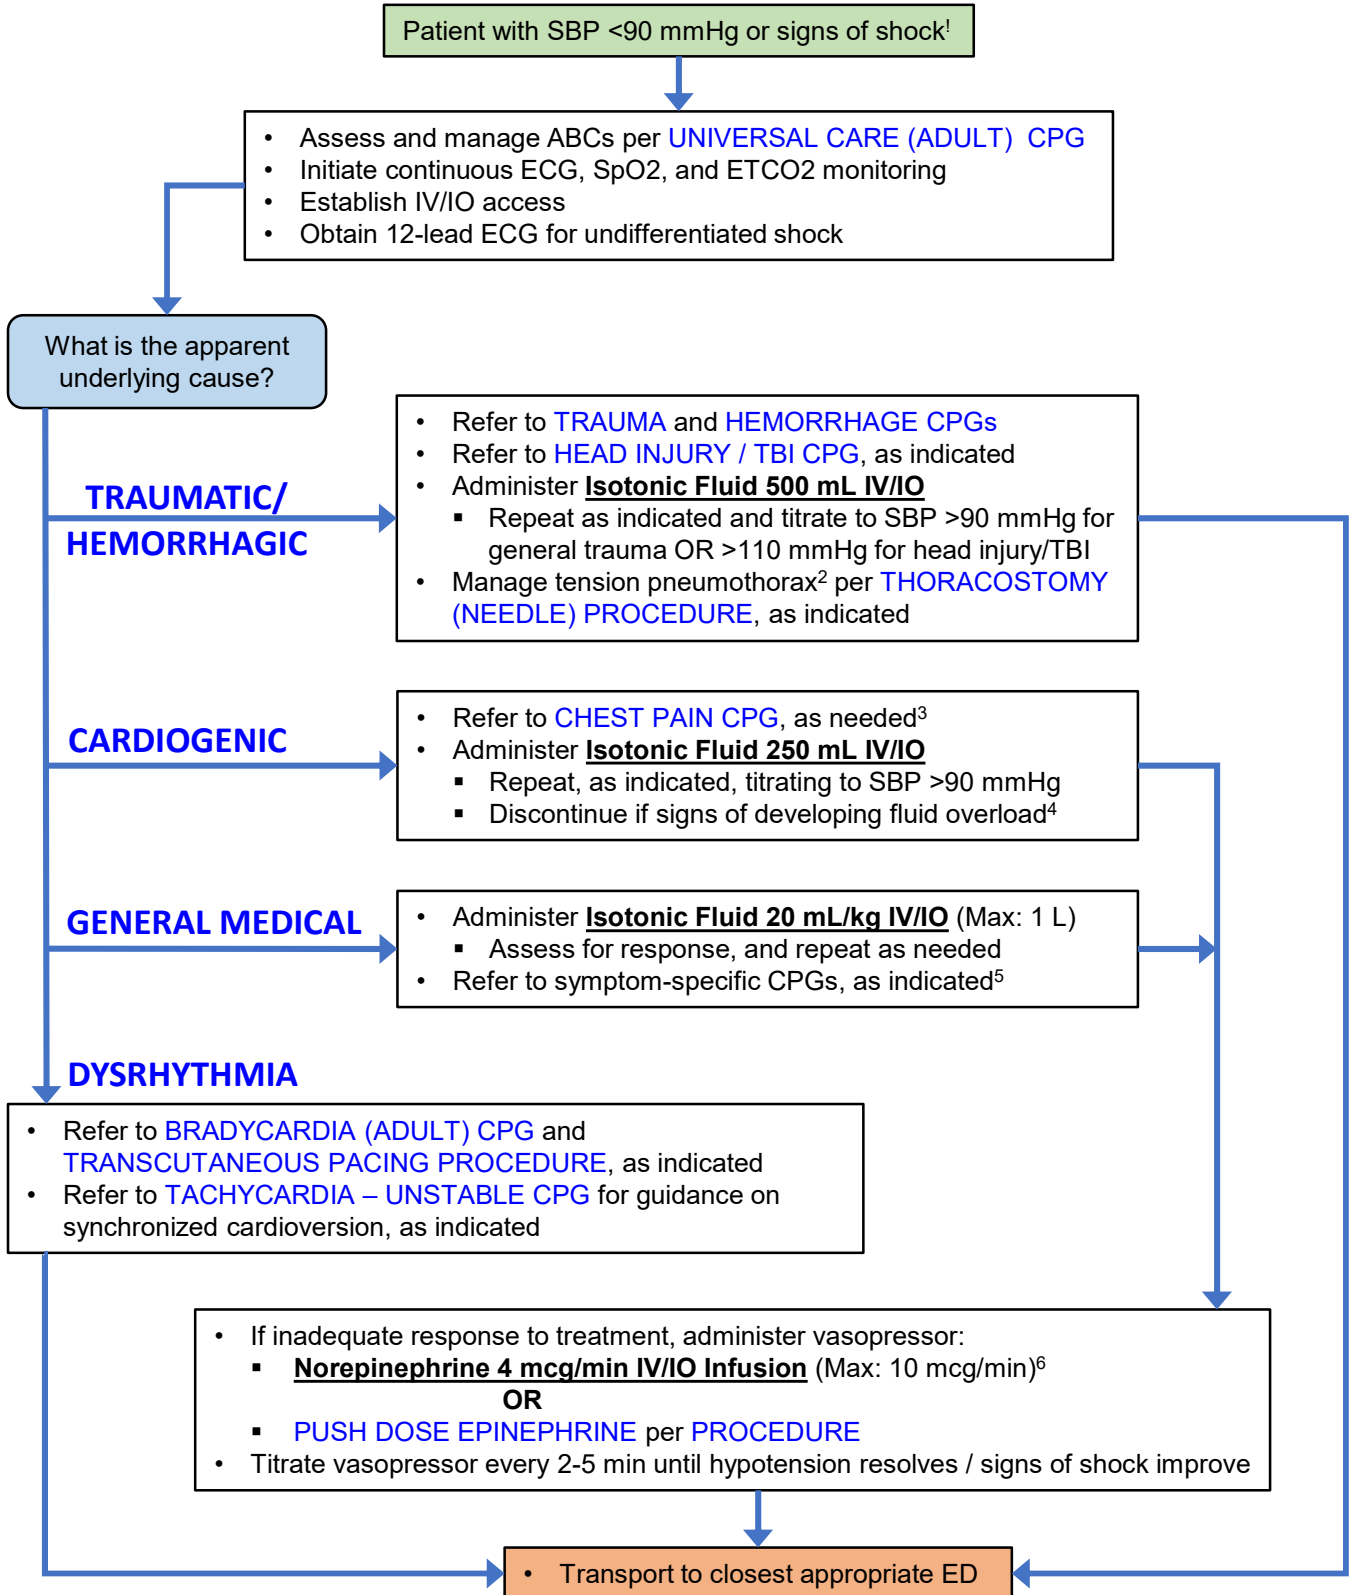 Patient with SBP <90 mmHg or signs of shock!
• Assess and manage ABCs per UNIVERSAL CARE (ADULT) CPG
• Initiate continuous ECG, SpO2, and ETCO2 monitoring
• Establish IV/IO access
• Obtain 12-lead ECG for undifferentiated shock
What is the apparent
underlying cause?
TRAUMATIC/
HEMORRHAGIC
• Refer to TRAUMA and HEMORRHAGE CPGs
• Refer to HEAD INJURY / TBI CPG, as indicated
• Administer Isotonic Fluid 500 mL IV/IO
▪ Repeat as indicated and titrate to SBP >90 mmHg for
general trauma OR >110 mmHg for head injury/TBI
• Manage tension pneumothorax² per THORACOSTOMY
(NEEDLE) PROCEDURE, as indicated
CARDIOGENIC
• Refer to CHEST PAIN CPG, as needed³
• Administer Isotonic Fluid 250 mL IV/IO
▪ Repeat, as indicated, titrating to SBP >90 mmHg
▪ Discontinue if signs of developing fluid overload⁴
GENERAL MEDICAL
• Administer Isotonic Fluid 20 mL/kg IV/IO (Max: 1 L)
▪ Assess for response, and repeat as needed
• Refer to symptom-specific CPGs, as indicated⁵
DYSRHYTHMIA
• Refer to BRADYCARDIA (ADULT) CPG and
TRANSCUTANEOUS PACING PROCEDURE, as indicated
• Refer to TACHYCARDIA – UNSTABLE CPG for guidance on
synchronized cardioversion, as indicated
• If inadequate response to treatment, administer vasopressor:
▪ Norepinephrine 4 mcg/min IV/IO Infusion (Max: 10 mcg/min)⁶
OR
▪ PUSH DOSE EPINEPHRINE per PROCEDURE
• Titrate vasopressor every 2-5 min until hypotension resolves / signs of shock improve
• Transport to closest appropriate ED